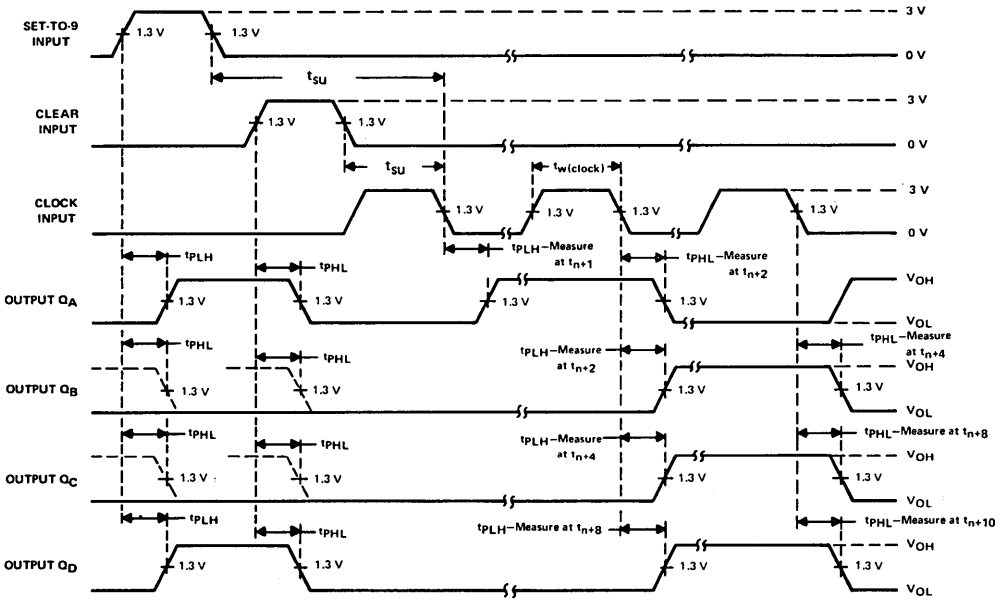 SET-TO-9
INPUT
1.3 V
1.3 V
3 V
0 V
tsu
CLEAR
INPUT
1.3 V
1.3 V
3 V
0 V
tsu
tw(clock)
CLOCK
INPUT
1.3 V
1.3 V
1.3 V
1.3 V
3 V
0 V
tPLH
tPHL
tPLH–Measure
at tn+1
tPHL–Measure
at tn+2
OUTPUT QA
1.3 V
1.3 V
1.3 V
1.3 V
VOH
VOL
tPHL
tPHL
tPLH–Measure
at tn+2
tPHL–Measure
at tn+4
OUTPUT QB
1.3 V
1.3 V
1.3 V
1.3 V
VOH
VOL
tPHL
tPHL
tPLH–Measure
at tn+4
tPHL–Measure at tn+8
OUTPUT QC
1.3 V
1.3 V
1.3 V
1.3 V
VOH
VOL
tPLH
tPHL
tPLH–Measure at tn+8
tPHL–Measure at tn+10
OUTPUT QD
1.3 V
1.3 V
1.3 V
1.3 V
VOH
VOL